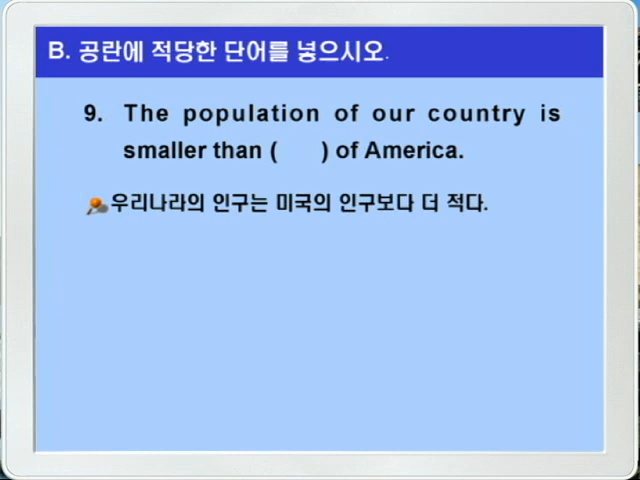 B. 공란에 적당한 단어를 넣으시오.
9. The population of our country is
smaller than ( ) of America.
우리나라의 인구는 미국의 인구보다 더 적다.